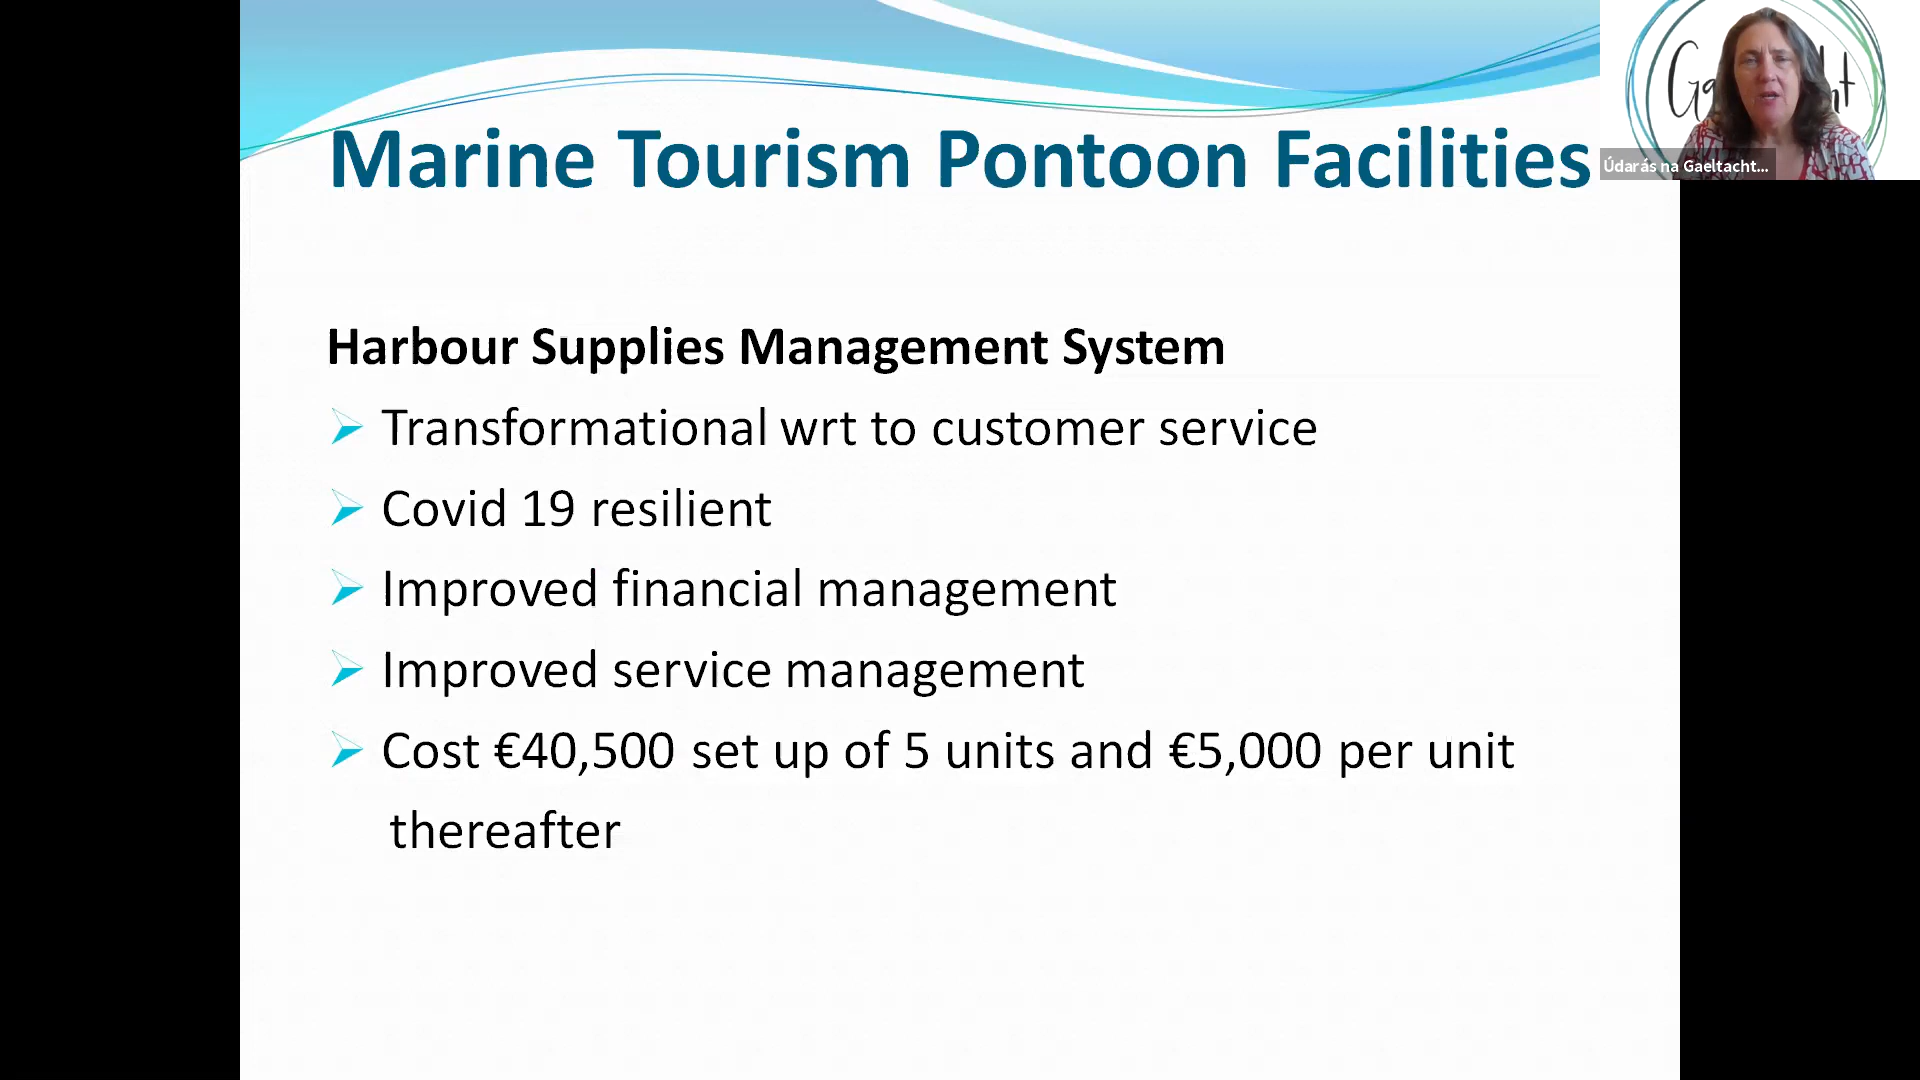 Marine Tourism Pontoon Facilities
Údarás na Gaeltacht...
Harbour Supplies Management System
Transformational wrt to customer service
Covid 19 resilient
Improved financial management
Improved service management
Cost €40,500 set up of 5 units and €5,000 per unit
thereafter